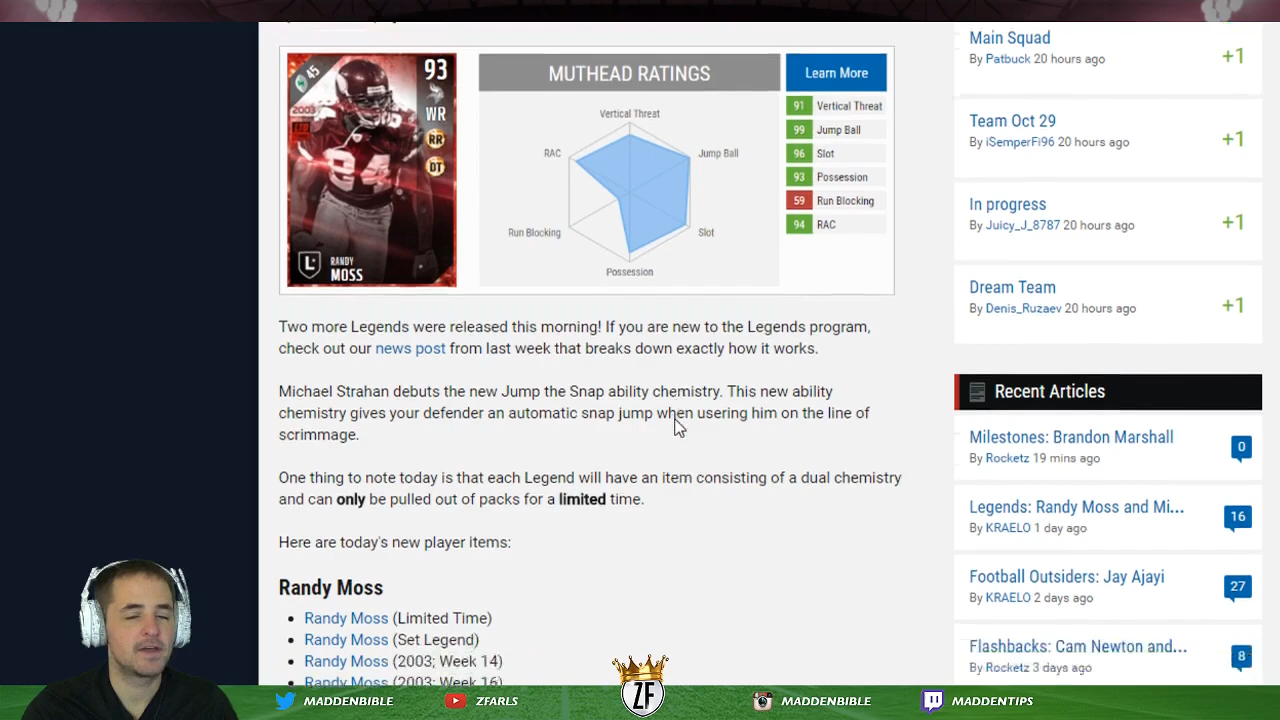 45
93
WR
2003
LTD
RR
DT
84
L
RANDY
MOSS
MUTHEAD RATINGS
Vertical Threat
Jump Ball
Slot
Possession
Run Blocking
RAC
Learn More
91 Vertical Threat
99 Jump Ball
96 Slot
93 Possession
59 Run Blocking
94 RAC
Two more Legends were released this morning! If you are new to the Legends program,
check out our news post from last week that breaks down exactly how it works.
Michael Strahan debuts the new Jump the Snap ability chemistry. This new ability
chemistry gives your defender an automatic snap jump when usering him on the line of
scrimmage.
One thing to note today is that each Legend will have an item consisting of a dual chemistry
and can only be pulled out of packs for a limited time.
Here are today's new player items:
Randy Moss
Randy Moss (Limited Time)
Randy Moss (Set Legend)
Randy Moss (2003; Week 14)
Randy Moss (2003; Week 16)
Main Squad
By Patbuck 20 hours ago
+1
Team Oct 29
By iSemperFi96 20 hours ago
+1
In progress
By Juicy_J_8787 20 hours ago
+1
Dream Team
By Denis_Ruzaev 20 hours ago
+1
Recent Articles
Milestones: Brandon Marshall
By Rocketz 19 mins ago
0
Legends: Randy Moss and Mi...
By KRAELO 1 day ago
16
Football Outsiders: Jay Ajayi
By KRAELO 2 days ago
27
Flashbacks: Cam Newton and...
By Rocketz 3 days ago
8
MADDENBIBLE
ZFARLS
ZF
MADDENBIBLE
MADDENTIPS